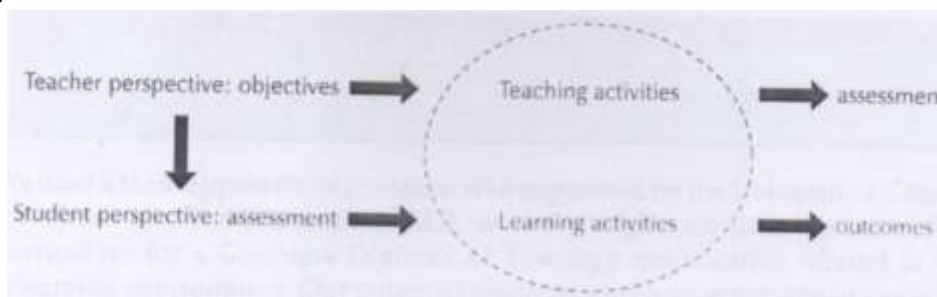 Teacher perspective: objectives Teaching activities assessmen
Student perspective: assessment Learning activities outcomes